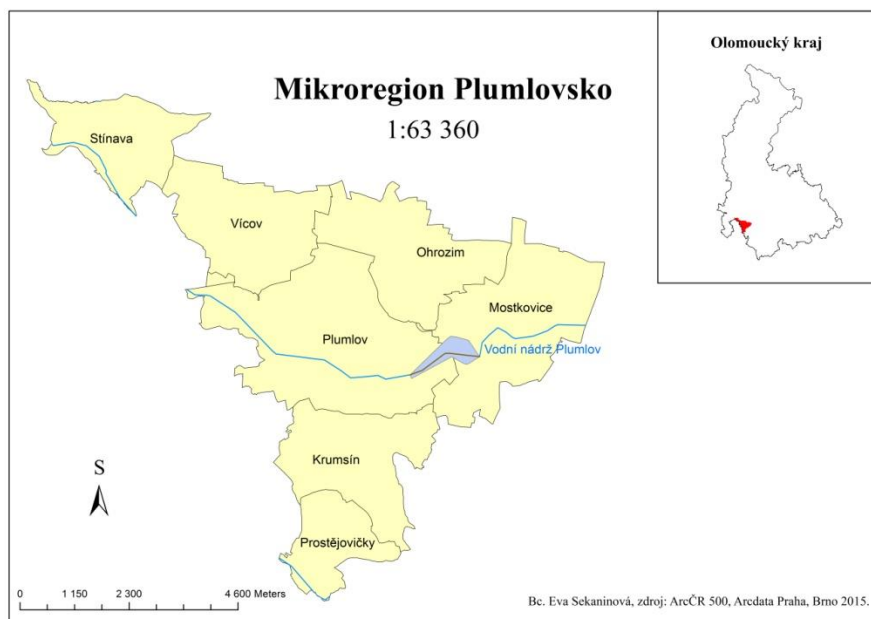 Olomoucký kraj
Mikroregion Plumlovsko
1:63 360
Stínava
Vícov
Ohrozim
Mostkovice
Plumlov
Vodní nádrž Plumlov
Krumsín
S
Prostějovičky
0 1 150 2 300 4 600 Meters
Bc. Eva Sekaninová, zdroj: ArcČR 500, Arcdata Praha, Brno 2015.